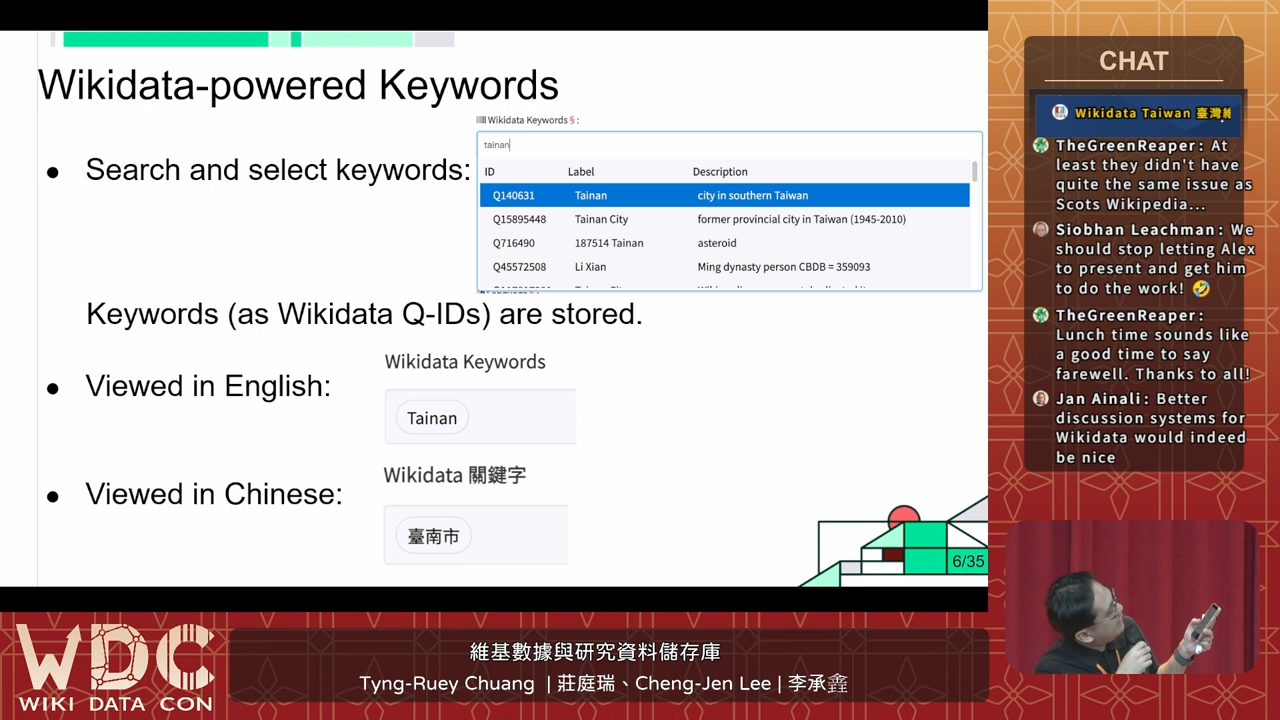 Wikidata-powered Keywords
Wikidata Keywords § :
tainan
ID Label Description
Q140631 Tainan city in southern Taiwan
Q15895448 Tainan City former provincial city in Taiwan (1945-2010)
Q716490 187514 Tainan asteroid
Q45572508 Li Xian Ming dynasty person CBDB = 359093
● Search and select keywords:
Keywords (as Wikidata Q-IDs) are stored.
● Viewed in English:
Wikidata Keywords
Tainan
● Viewed in Chinese:
Wikidata 關鍵字
臺南市
6/35
CHAT
Wikidata Taiwan 臺灣維
TheGreenReaper: At
least they didn't have
quite the same issue as
Scots Wikipedia...
Siobhan Leachman: We
should stop letting Alex
to present and get him
to do the work! 🤣
TheGreenReaper:
Lunch time sounds like
a good time to say
farewell. Thanks to all!
Jan Ainali: Better
discussion systems for
Wikidata would indeed
be nice
WDC
WIKI DATA CON
維基數據與研究資料儲存庫
Tyng-Ruey Chuang | 莊庭瑞、Cheng-Jen Lee | 李承錱